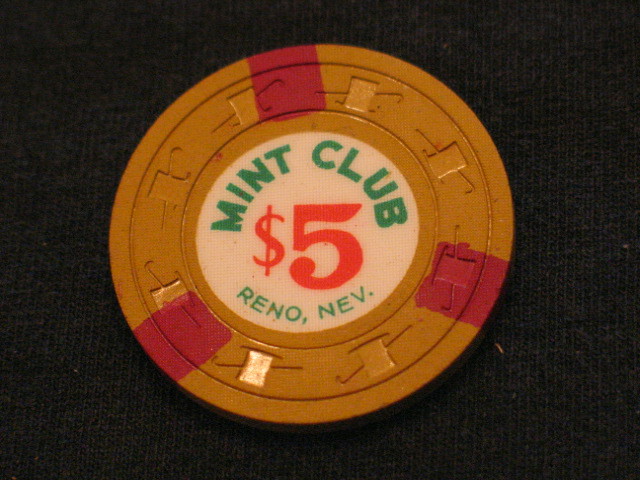 MINT CLUB
$5
RENO, NEV.